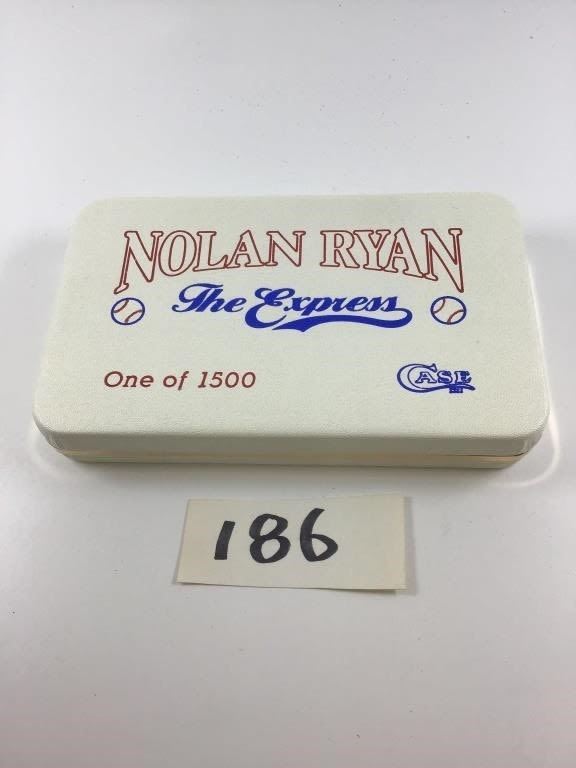 NOLAN RYAN
The Express
One of 1500
CASE
186